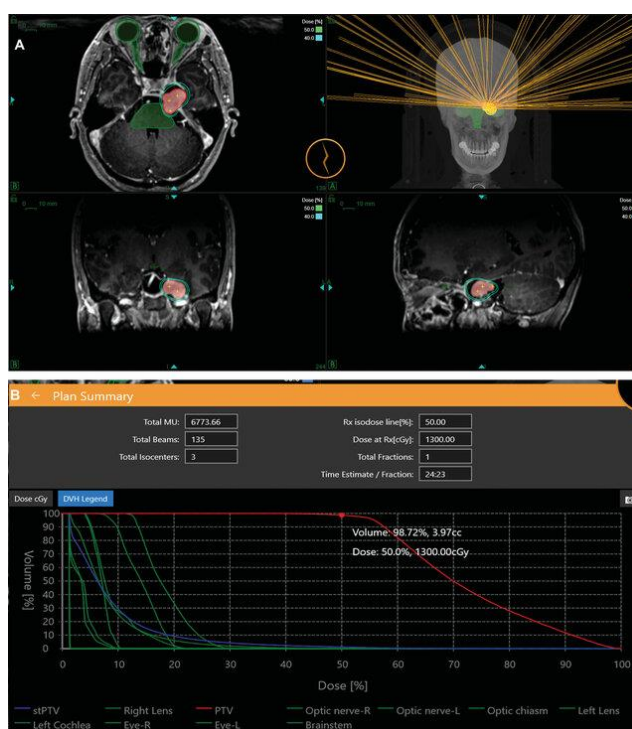 A
Dose [%]
50.0
40.0
10 mm
B
A
Dose [%]
50.0
40.0
10 mm
Dose [%]
50.0
40.0
B
B ← Plan Summary
Total MU: 6773.66
Rx isodose line[%]: 50.00
Total Beams: 135
Dose at Rx[cGy]: 1300.00
Total Isocenters: 3
Total Fractions: 1
Time Estimate / Fraction: 24:23
Dose cGy
DVH Legend
Volume [%]
100
90
80
70
60
50
40
30
20
10
0
Volume: 98.72%, 3.97cc
Dose: 50.0%, 1300.00cGy
0 10 20 30 40 50 60 70 80 90 100
Dose [%]
stPTV Right Lens PTV Optic nerve-R Optic nerve-L Optic chiasm Left Lens
Left Cochlea Eye-R Eye-L Brainstem